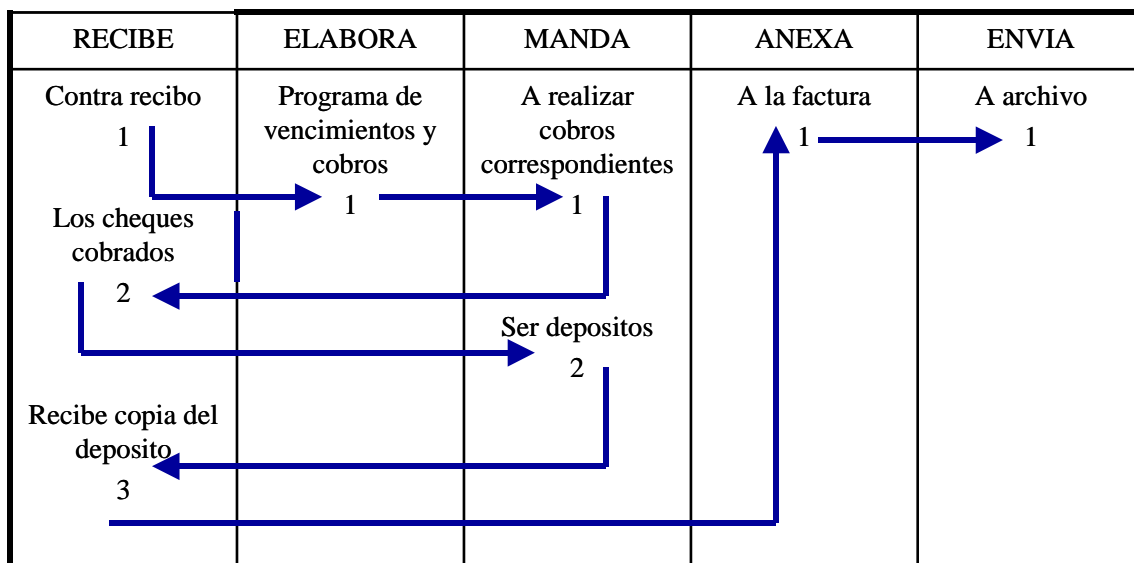 RECIBE
ELABORA
MANDA
ANEXA
ENVIA
Contra recibo
1
Programa de
vencimientos y
cobros
1
A realizar
cobros
correspondientes
1
A la factura
1
A archivo
1
Los cheques
cobrados
2
Ser depositos
2
Recibe copia del
deposito
3